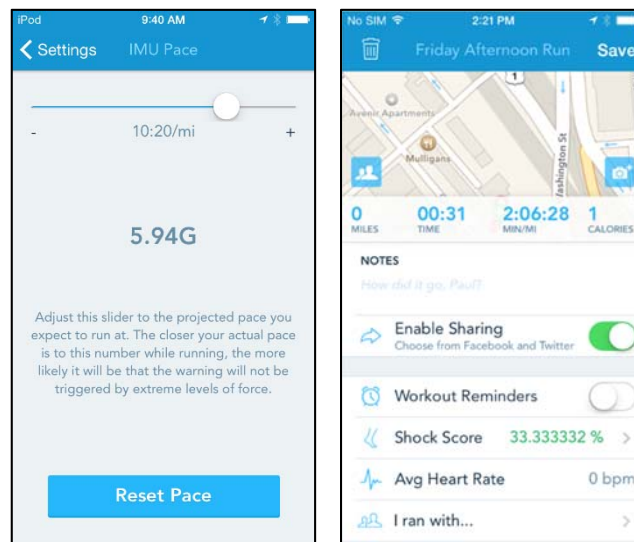 iPod 9:40 AM
Settings IMU Pace
- 10:20/mi +
5.94G
Adjust this slider to the projected pace you
expect to run at. The closer your actual pace
is to this number while running, the more
likely it will be that the warning will not be
triggered by extreme levels of force.
Reset Pace
No SIM 2:21 PM
Friday Afternoon Run Save
1
Avenir Apartments
Mulligans
Washington St
0 00:31 2:06:28 1
MILES TIME MIN/MI CALORIES
NOTES
How did it go, Paul?
Enable Sharing
Choose from Facebook and Twitter
Workout Reminders
Shock Score 33.333332 %
Avg Heart Rate 0 bpm
I ran with...